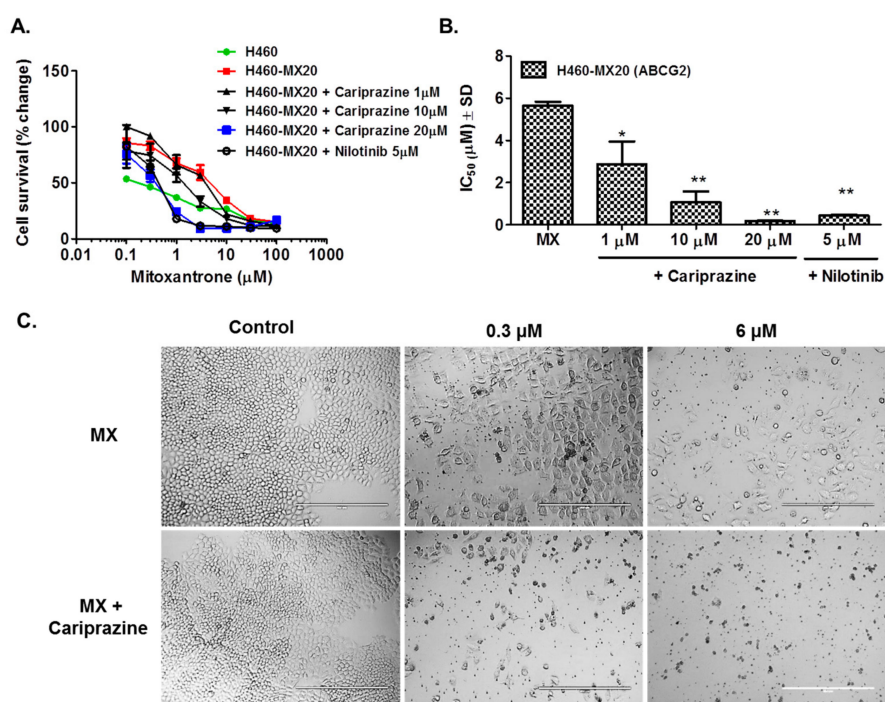 A.
H460
H460-MX20
H460-MX20 + Cariprazine 1μM
H460-MX20 + Cariprazine 10μM
H460-MX20 + Cariprazine 20μM
H460-MX20 + Nilotinib 5μM
Cell survival (% change)
150
100
50
0
0.01
0.1
1
10
100
1000
Mitoxantrone (μM)
B.
H460-MX20 (ABCG2)
IC50 (μM) ± SD
8
6
4
2
0
*
**
**
**
MX
1 μM
10 μM
20 μM
5 μM
+ Cariprazine
+ Nilotinib
C.
Control
0.3 μM
6 μM
MX
MX +
Cariprazine